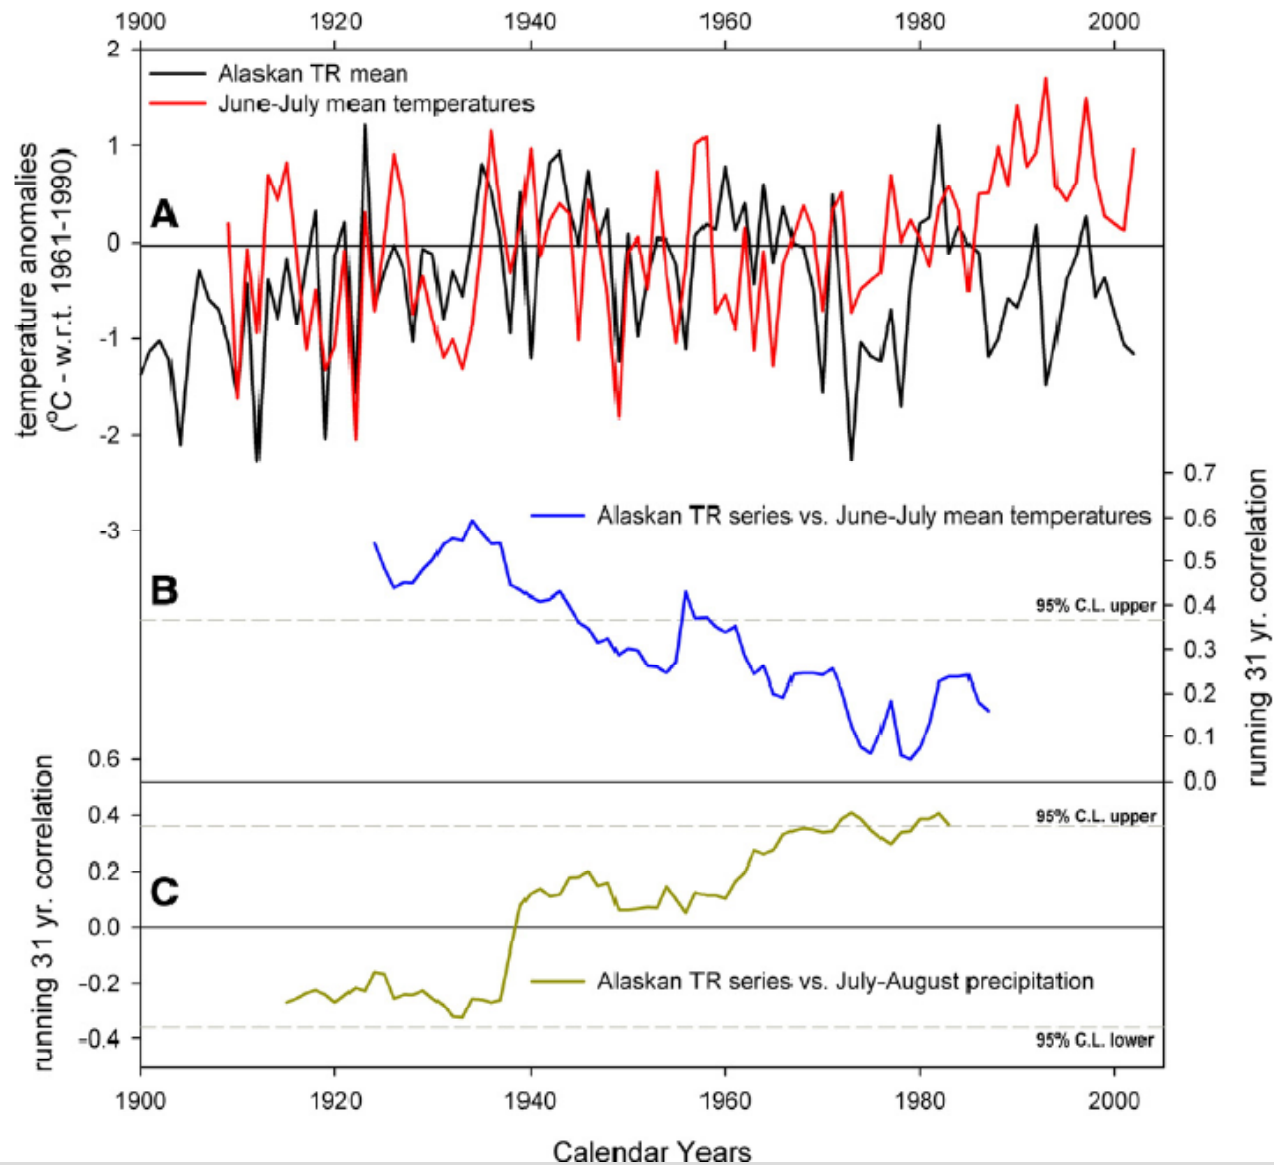 1900 1920 1940 1960 1980 2000
2
Alaskan TR mean
June-July mean temperatures
1
A
0
-1
-2
-3
temperature anomalies
(°C - w.r.t. 1961-1990)
0.7
Alaskan TR series vs. June-July mean temperatures
0.6
0.5
B
95% C.L. upper
0.4
0.3
0.2
0.1
0.0
running 31 yr. correlation
0.6
0.4
95% C.L. upper
0.2
C
0.0
-0.2
Alaskan TR series vs. July-August precipitation
-0.4
95% C.L. lower
running 31 yr. correlation
1900 1920 1940 1960 1980 2000
Calendar Years